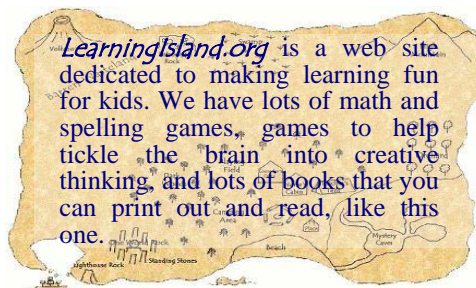 LearningIsland.org is a web site
dedicated to making learning fun
for kids. We have lots of math and
spelling games, games to help
tickle the brain into creative
thinking, and lots of books that you
can print out and read, like this
one.
Beach
Mystery
Caves
Lighthouse Rock
Standing Stones